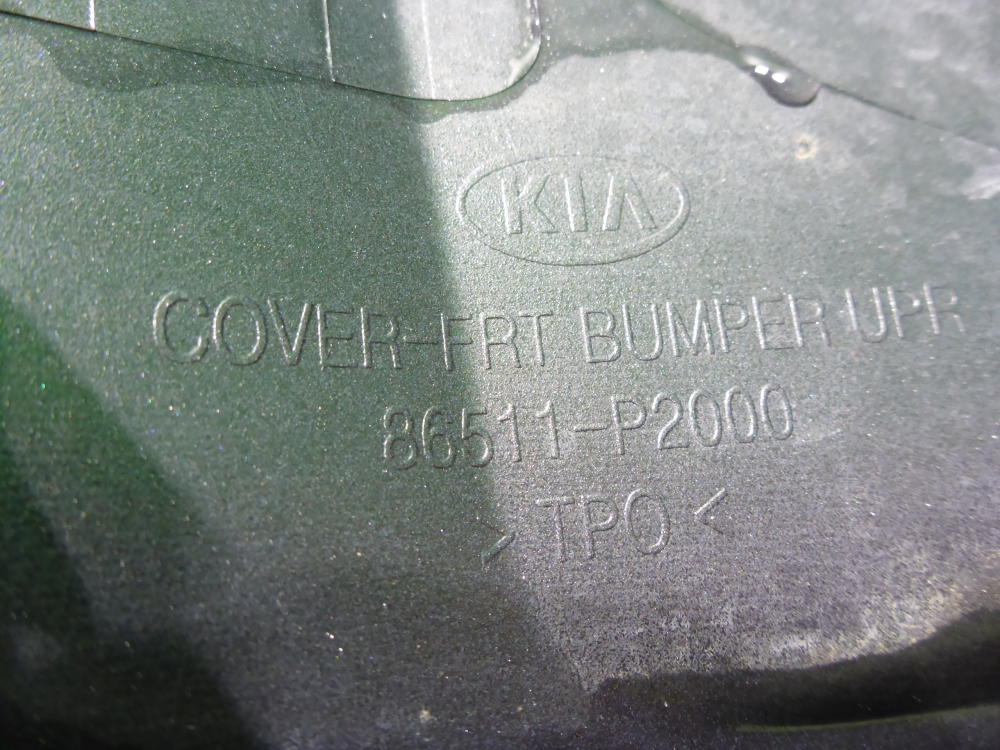 KIA
COVER-FRT BUMPER UPR
86511-P2000
> TPO <